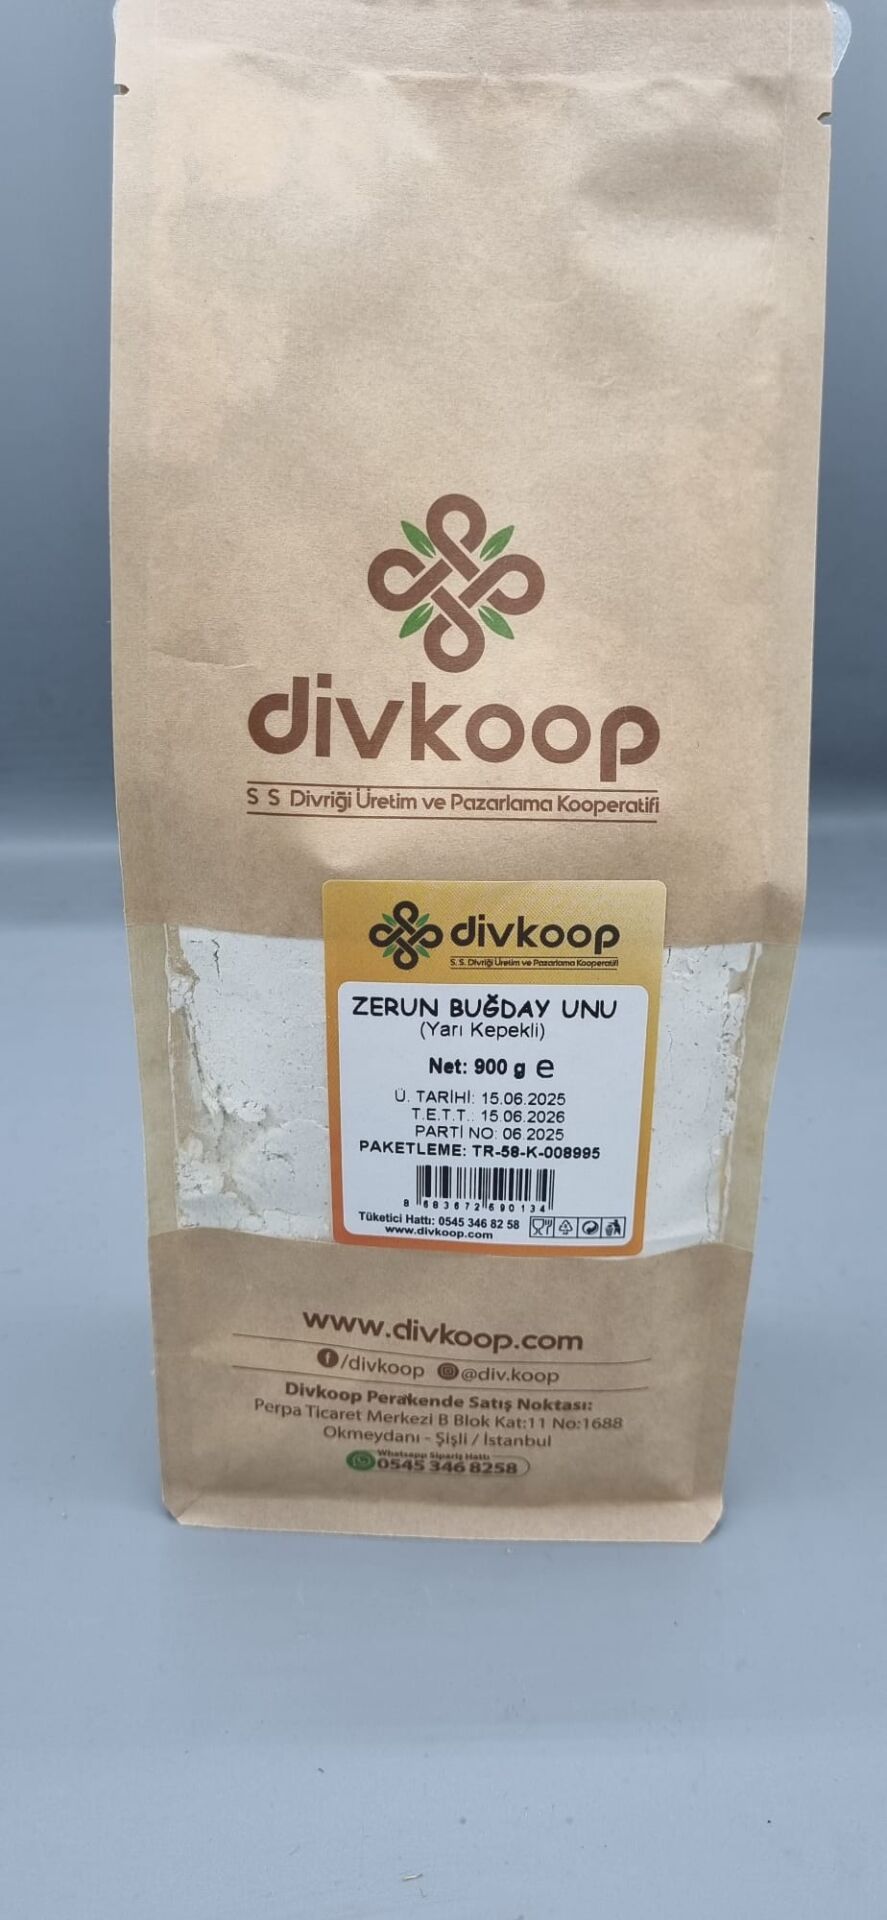 divkoop
S S Divriği Üretim ve Pazarlama Kooperatifi
divkoop
S. S. Divriği Üretim ve Pazarlama Kooperatifi
ZERUN BUĞDAY UNU
(Yarı Kepekli)
Net: 900 g e
Ü. TARİHİ: 15.06.2025
T.E.T.T.: 15.06.2026
PARTİ NO: 06.2025
PAKETLEME: TR-58-K-008995
8 683672 690134
Tüketici Hattı: 0545 346 82 58
www.divkoop.com
www.divkoop.com
/divkoop @div.koop
Divkoop Perakende Satış Noktası:
Perpa Ticaret Merkezi B Blok Kat:11 No:1688
Okmeydanı - Şişli / İstanbul
Whatsapp Sipariş Hattı
0545 346 8258